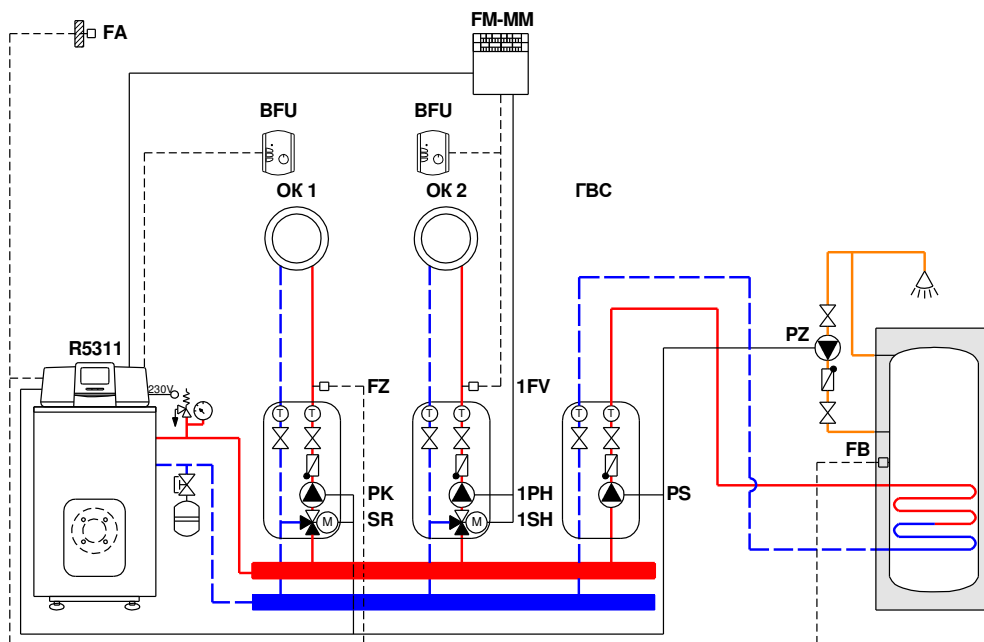 FM-MM
FA
BFU
BFU
ОК 1
ОК 2
ГВС
PZ
R5311
230V
FZ
1FV
T
T
T
T
T
T
FB
PK
1PH
PS
SR
M
1SH
M